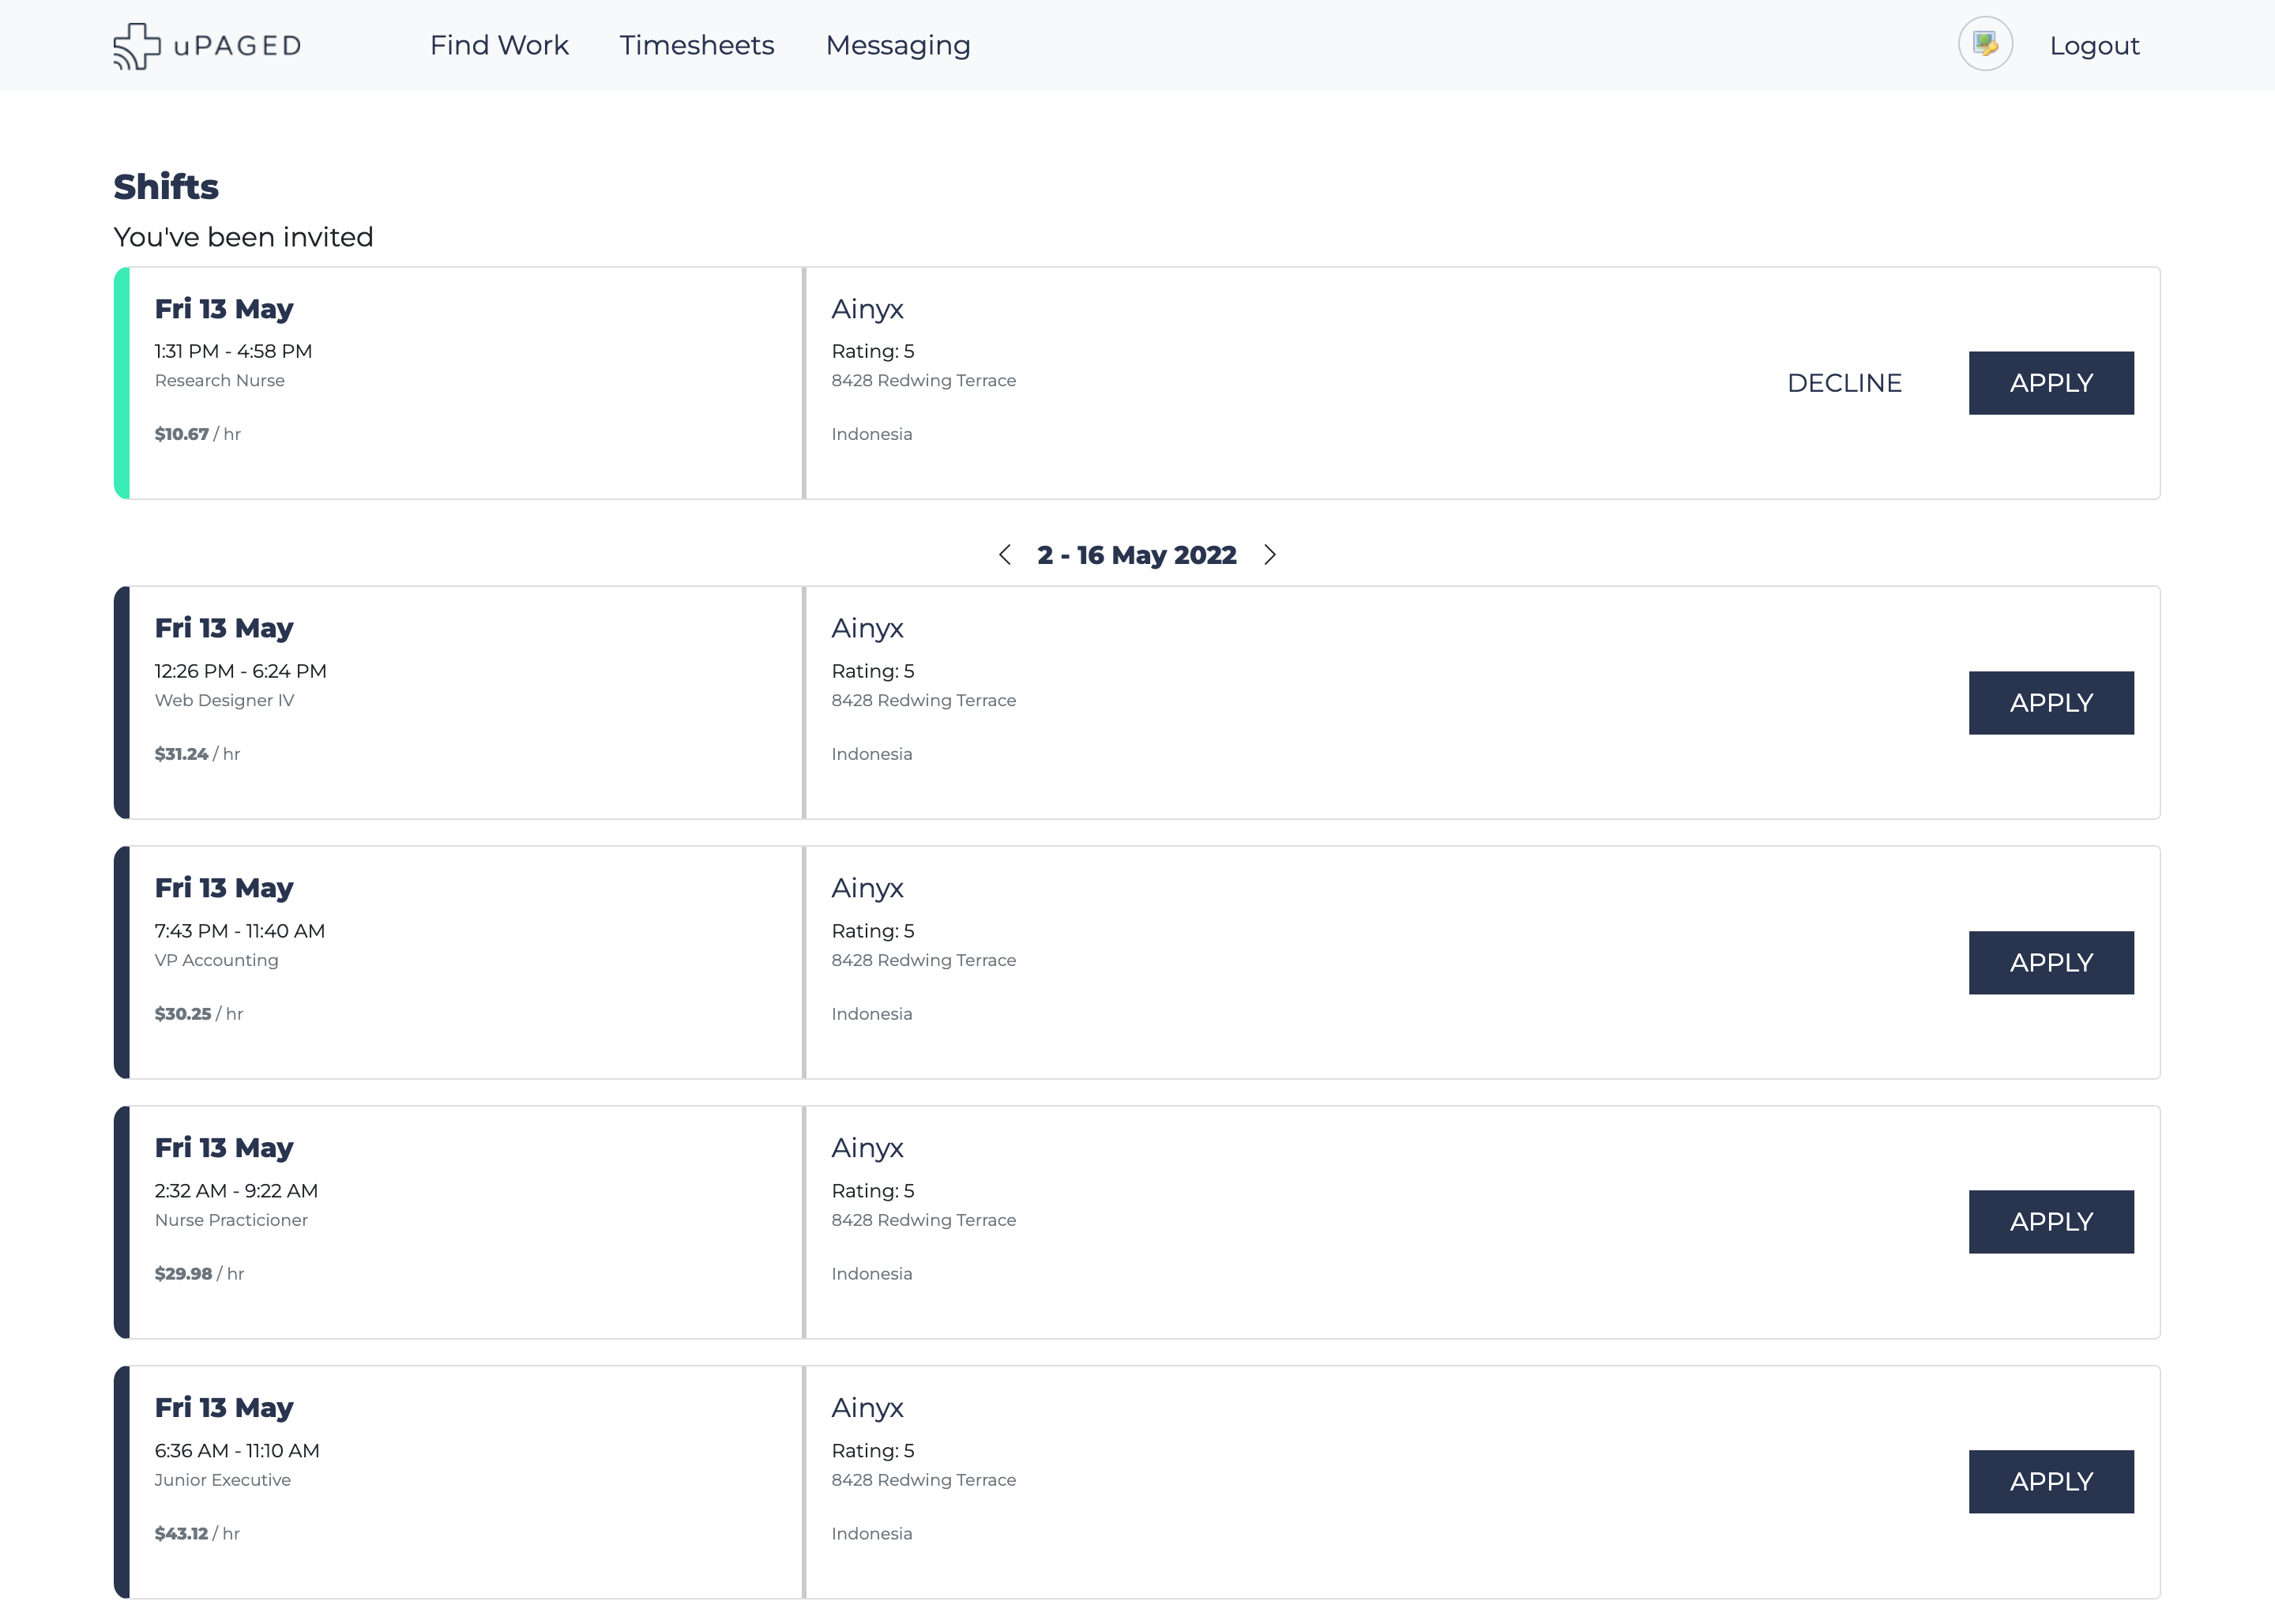 uPAGED Find Work Timesheets Messaging Logout
Shifts
You've been invited
Fri 13 May
1:31 PM - 4:58 PM
Research Nurse
$10.67 / hr
Ainyx
Rating: 5
8428 Redwing Terrace
Indonesia
DECLINE APPLY
2 - 16 May 2022
Fri 13 May
12:26 PM - 6:24 PM
Web Designer IV
$31.24 / hr
Ainyx
Rating: 5
8428 Redwing Terrace
Indonesia
APPLY
Fri 13 May
7:43 PM - 11:40 AM
VP Accounting
$30.25 / hr
Ainyx
Rating: 5
8428 Redwing Terrace
Indonesia
APPLY
Fri 13 May
2:32 AM - 9:22 AM
Nurse Practicioner
$29.98 / hr
Ainyx
Rating: 5
8428 Redwing Terrace
Indonesia
APPLY
Fri 13 May
6:36 AM - 11:10 AM
Junior Executive
$43.12 / hr
Ainyx
Rating: 5
8428 Redwing Terrace
Indonesia
APPLY